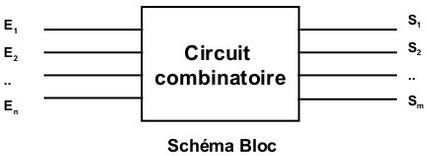 E1
E2
..
En
Circuit
combinatoire
S1
S2
..
Sm
Schéma Bloc